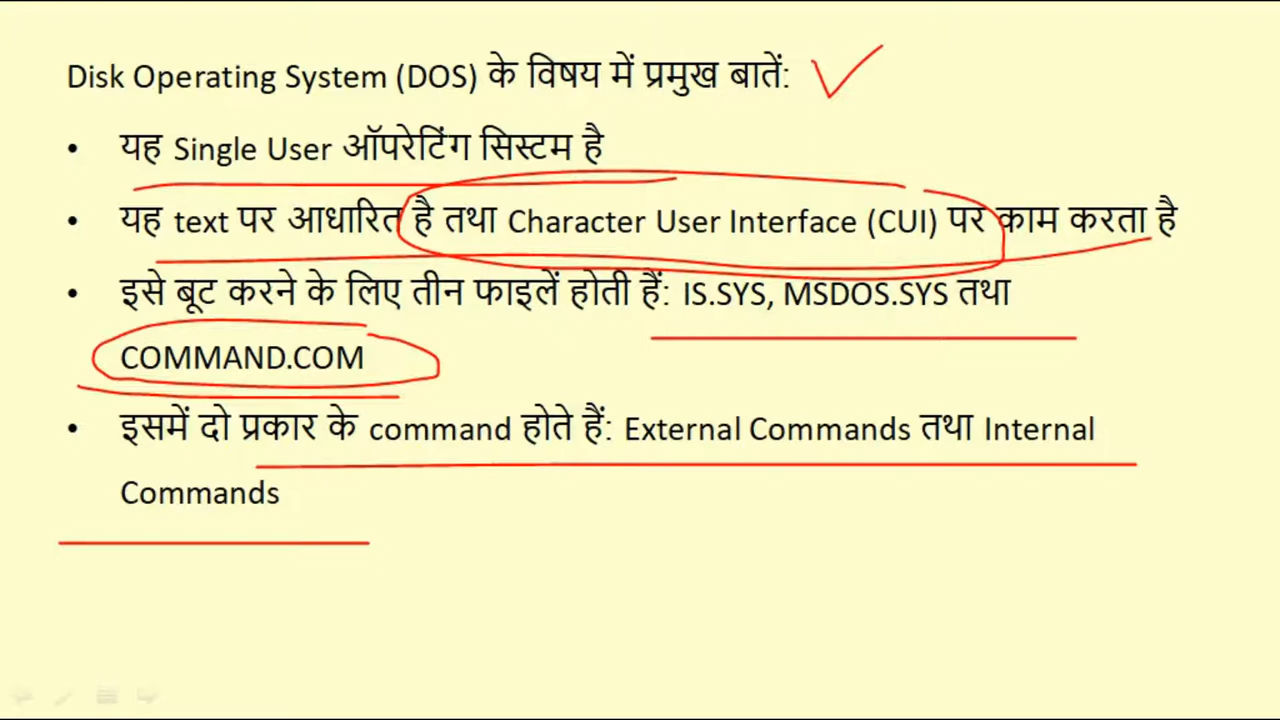 Disk Operating System (DOS) के विषय में प्रमुख बातें:
• यह Single User ऑपरेटिंग सिस्टम है
• यह text पर आधारित है तथा Character User Interface (CUI) पर काम करता है
• इसे बूट करने के लिए तीन फाइलें होती हैं: IS.SYS, MSDOS.SYS तथा
COMMAND.COM
• इसमें दो प्रकार के command होते हैं: External Commands तथा Internal
Commands